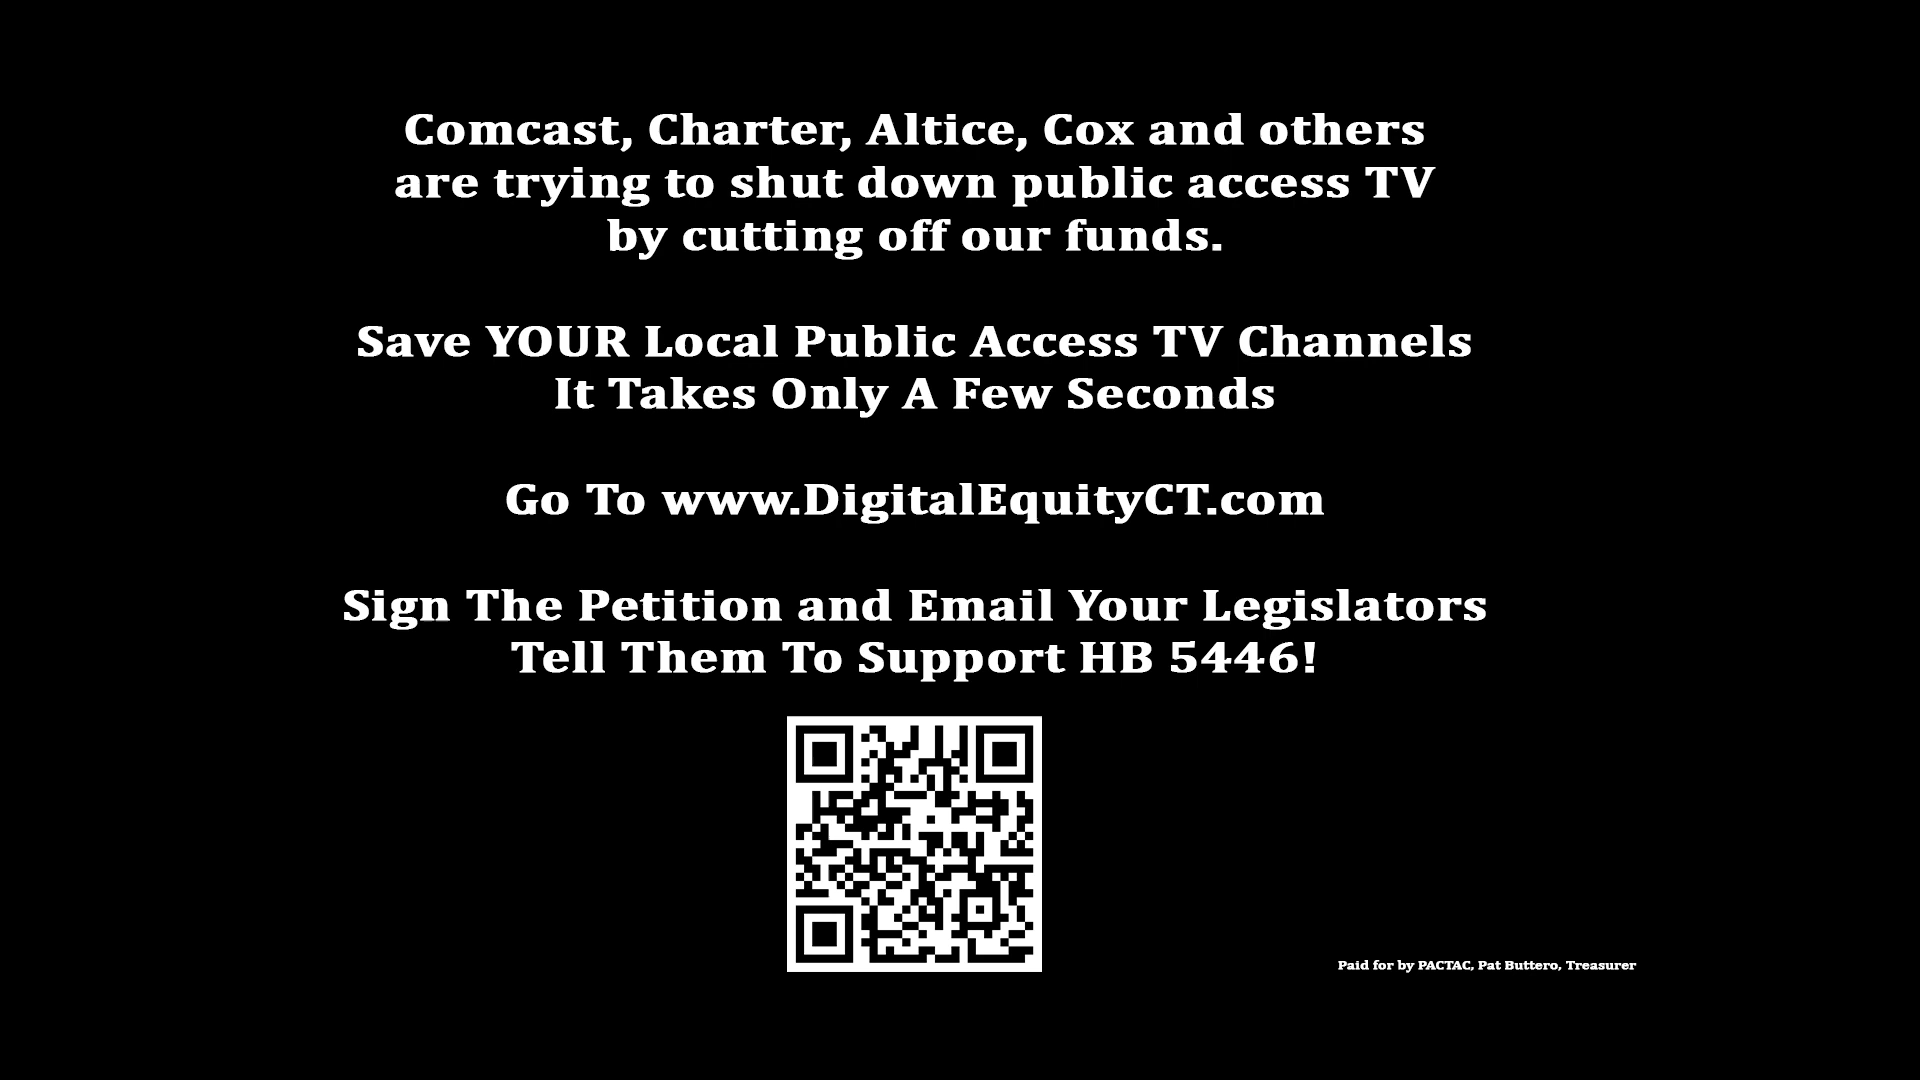 Comcast, Charter, Altice, Cox and others
are trying to shut down public access TV
by cutting off our funds.
Save YOUR Local Public Access TV Channels
It Takes Only A Few Seconds
Go To www.DigitalEquityCT.com
Sign The Petition and Email Your Legislators
Tell Them To Support HB 5446!
Paid for by PACTAC, Pat Buttero, Treasurer